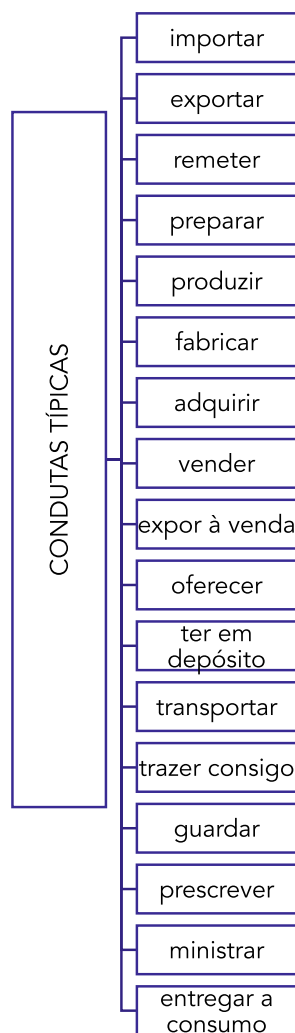 CONDUTAS TÍPICAS
importar
exportar
remeter
preparar
produzir
fabricar
adquirir
vender
expor à venda
oferecer
ter em
depósito
transportar
trazer consigo
guardar
prescrever
ministrar
entregar a
consumo